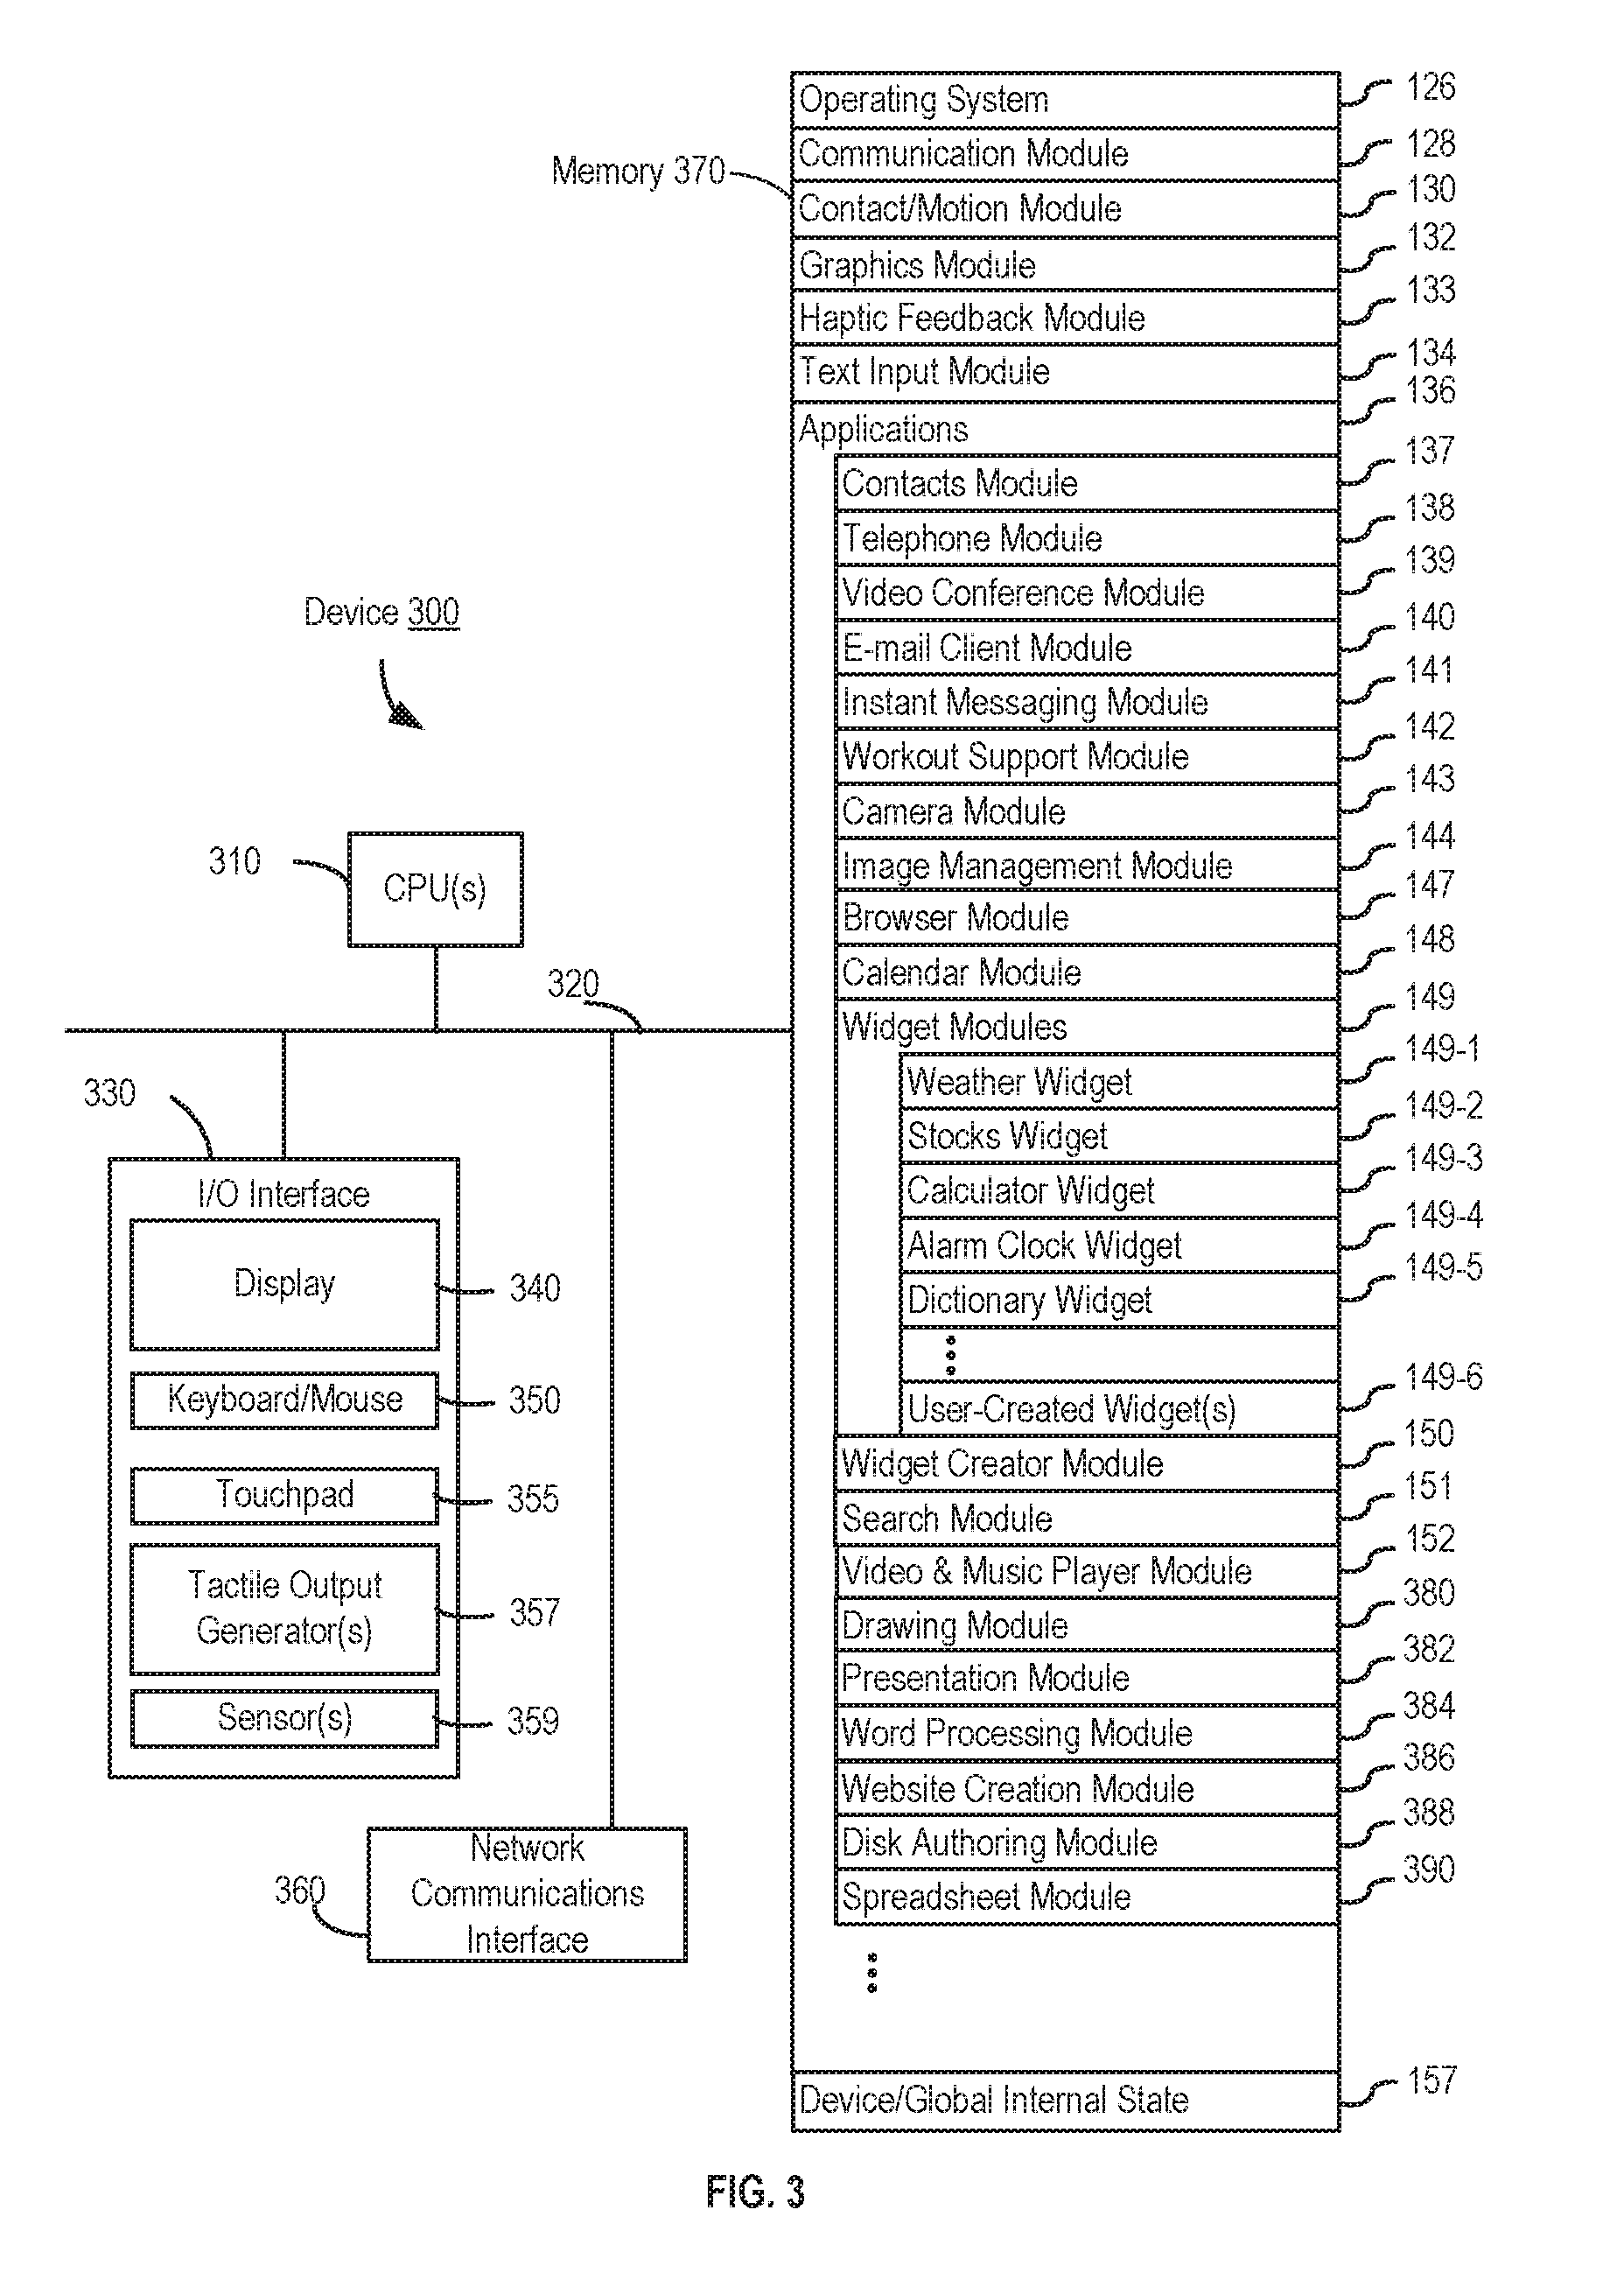 Operating System 126
Communication Module 128
Memory 370
Contact/Motion Module 130
Graphics Module 132
Haptic Feedback Module 133
Text Input Module 134
Applications 136
Contacts Module 137
Telephone Module 138
Video Conference Module 139
E-mail Client Module 140
Instant Messaging Module 141
Workout Support Module 142
Camera Module 143
Image Management Module 144
Browser Module 147
Calendar Module 148
Widget Modules 149
Weather Widget 149-1
Stocks Widget 149-2
Calculator Widget 149-3
Alarm Clock Widget 149-4
Dictionary Widget 149-5
User-Created Widget(s) 149-6
Widget Creator Module 150
Search Module 151
Video & Music Player Module 152
Drawing Module 380
Presentation Module 382
Word Processing Module 384
Website Creation Module 386
Disk Authoring Module 388
Spreadsheet Module 390
Device/Global Internal State 157
Device 300
310
CPU(s)
320
330
I/O Interface
Display 340
Keyboard/Mouse 350
Touchpad 355
Tactile Output
Generator(s)
357
Sensor(s) 359
360
Network
Communications
Interface
FIG. 3